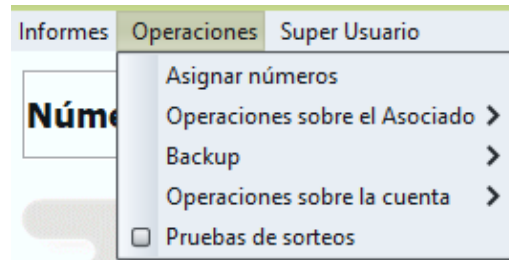 Informes Operaciones Super Usuario
Asignar números
Operaciones sobre el Asociado
Backup
Operaciones sobre la cuenta
Pruebas de sorteos